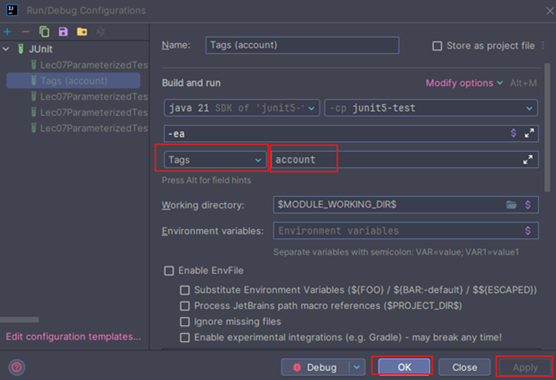 Run/Debug Configurations
JUnit
Lec07ParameterizedTes
Tags (account)
Lec07ParameterizedTes
Lec07ParameterizedTes
Lec07ParameterizedTes
Edit configuration templates...
Name: Tags (account) Store as project file
Build and run Modify options Alt+M
java 21 SDK of 'junit5-t -cp junit5-test
-ea
Tags account
Press Alt for field hints
Working directory: $MODULE_WORKING_DIR$
Environment variables: Environment variables
Separate variables with semicolon: VAR=value; VAR1=value1
Enable EnvFile
Substitute Environment Variables (${FOO} / ${BAR:-default} / $${ESCAPED})
Process JetBrains path macro references ($PROJECT_DIR$)
Ignore missing files
Enable experimental integrations (e.g. Gradle) - may break any time!
? Debug OK Close Apply